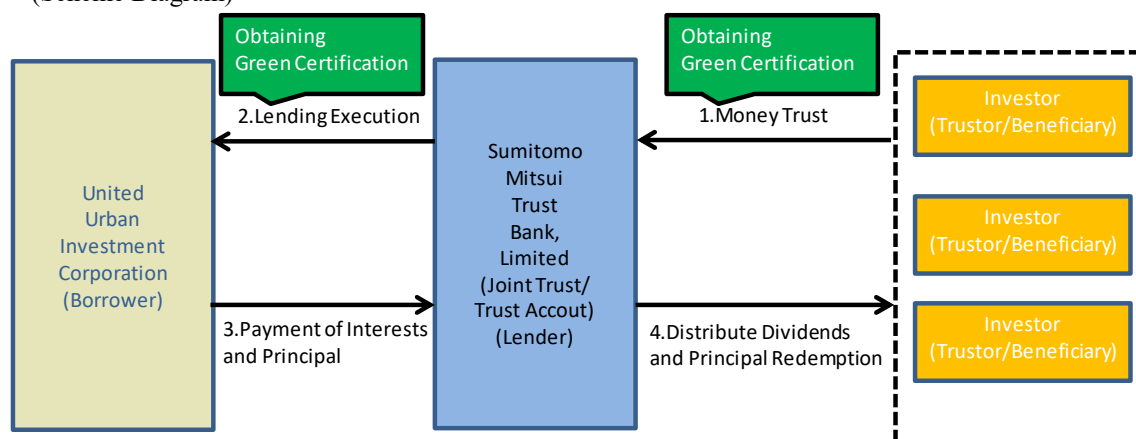 (Scheme Diagram)
Obtaining
Green Certification
Obtaining
Green Certification
2.Lending Execution
1.Money Trust
United
Urban
Investment
Corporation
(Borrower)
Sumitomo
Mitsui
Trust
Bank,
Limited
(Joint Trust/
Trust Accout)
(Lender)
Investor
(Trustor/Beneficiary)
Investor
(Trustor/Beneficiary)
Investor
(Trustor/Beneficiary)
3.Payment of Interests
and Principal
4.Distribute Dividends
and Principal Redemption